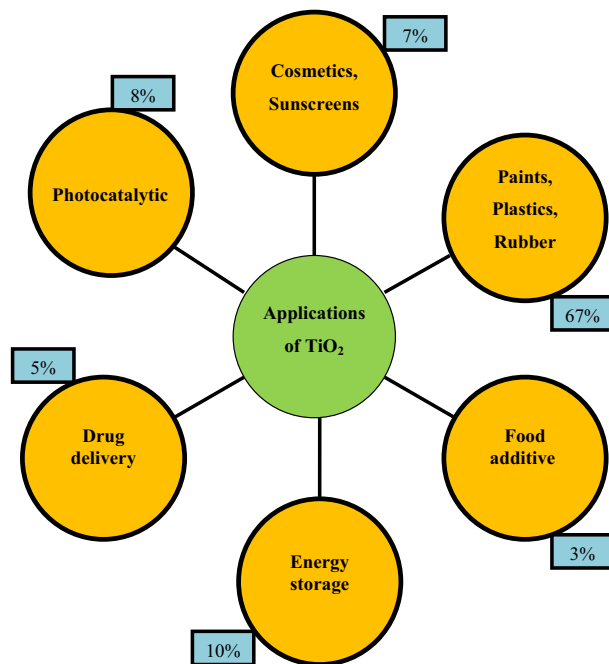 7%
Cosmetics,
Sunscreens
8%
Photocatalytic
Paints,
Plastics,
Rubber
67%
Applications
of TiO₂
5%
Drug
delivery
Food
additive
3%
Energy
storage
10%